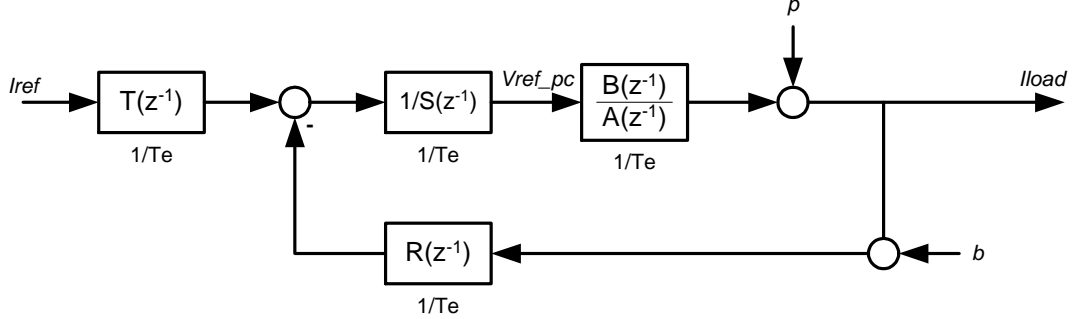 p
Iref
T(z⁻¹)
1/S(z⁻¹)
Vref_pc
B(z⁻¹)
A(z⁻¹)
Iload
-
1/Te
1/Te
1/Te
R(z⁻¹)
b
1/Te